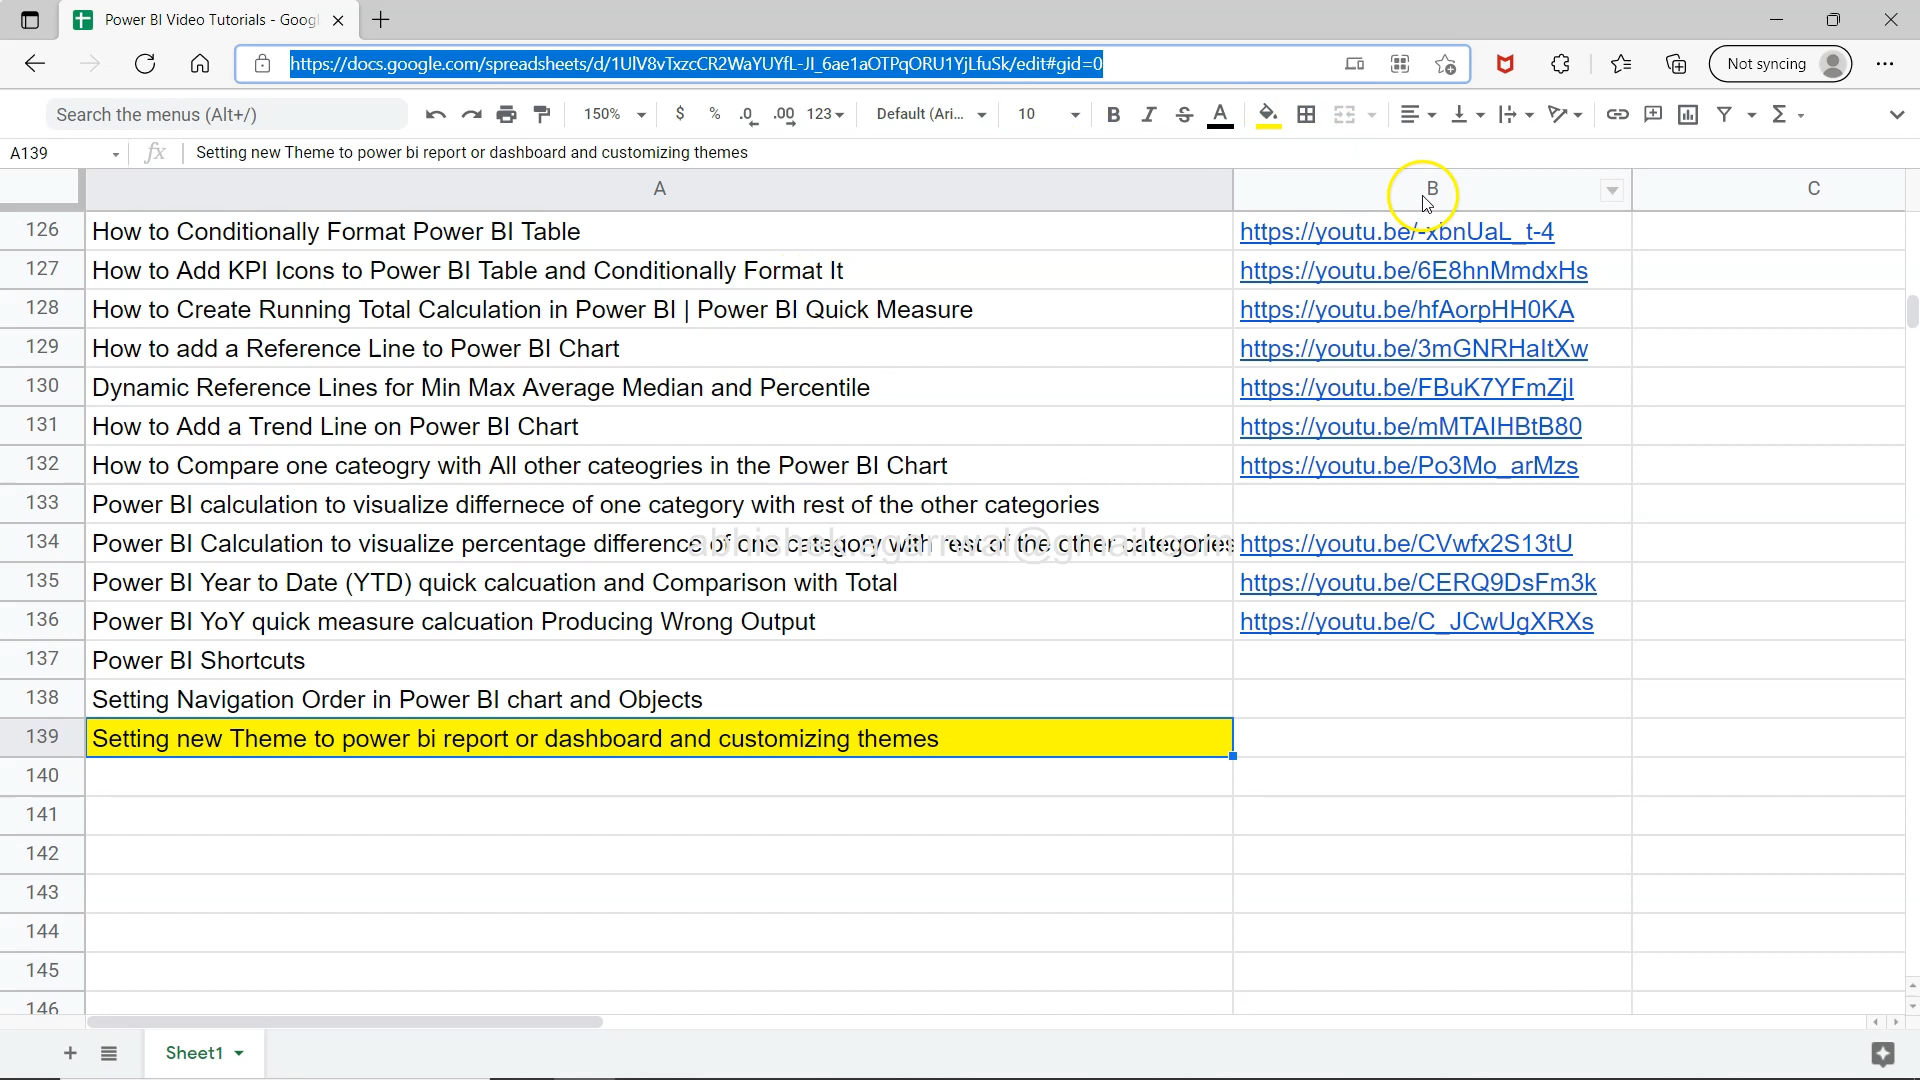 Power BI Video Tutorials - Googl
https://docs.google.com/spreadsheets/d/1UlV8vTxzcCR2WaYUYfL-JI_6ae1aOTPqORU1YjLfuSk/edit#gid=0
Not syncing
Search the menus (Alt+/)
150%
$ % .0 .00 123
Default (Ari...
10
B I S A
A139
fx
Setting new Theme to power bi report or dashboard and customizing themes
A B C
126 How to Conditionally Format Power BI Table https://youtu.be/-xbnUaL_t-4
127 How to Add KPI Icons to Power BI Table and Conditionally Format It https://youtu.be/6E8hnMmdxHs
128 How to Create Running Total Calculation in Power BI | Power BI Quick Measure https://youtu.be/hfAorpHH0KA
129 How to add a Reference Line to Power BI Chart https://youtu.be/3mGNRHaltXw
130 Dynamic Reference Lines for Min Max Average Median and Percentile https://youtu.be/FBuK7YFmZjI
131 How to Add a Trend Line on Power BI Chart https://youtu.be/mMTAIHBtB80
132 How to Compare one cateogry with All other cateogries in the Power BI Chart https://youtu.be/Po3Mo_arMzs
133 Power BI calculation to visualize differnece of one category with rest of the other categories
134 Power BI Calculation to visualize percentage difference of one category with rest of the other categories https://youtu.be/CVwfx2S13tU
135 Power BI Year to Date (YTD) quick calcuation and Comparison with Total https://youtu.be/CERQ9DsFm3k
136 Power BI YoY quick measure calcuation Producing Wrong Output https://youtu.be/C_JCwUgXRXs
137 Power BI Shortcuts
138 Setting Navigation Order in Power BI chart and Objects
139 Setting new Theme to power bi report or dashboard and customizing themes
140
141
142
143
144
145
146
abhishek.agarrwal@gmail.com
Sheet1